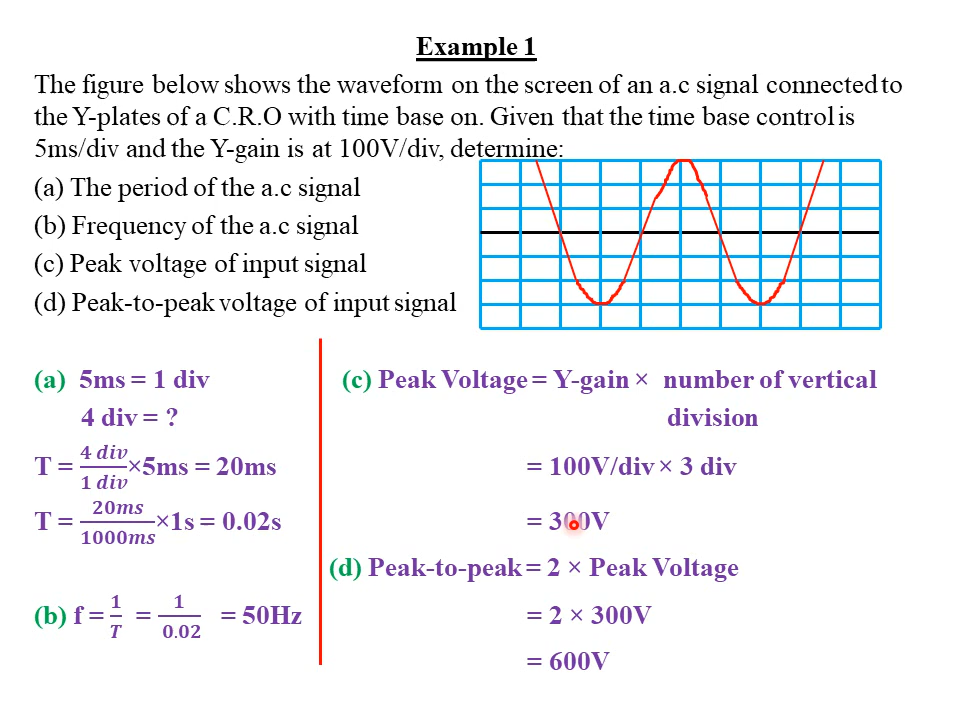 Example 1
The figure below shows the waveform on the screen of an a.c signal connected to
the Y-plates of a C.R.O with time base on. Given that the time base control is
5ms/div and the Y-gain is at 100V/div, determine:
(a) The period of the a.c signal
(b) Frequency of the a.c signal
(c) Peak voltage of input signal
(d) Peak-to-peak voltage of input signal
(a) 5ms = 1 div
4 div = ?
T = 4 div / 1 div ×5ms = 20ms
T = 20ms / 1000ms ×1s = 0.02s
(b) f = 1 / T = 1 / 0.02 = 50Hz
(c) Peak Voltage = Y-gain × number of vertical
division
= 100V/div × 3 div
= 300V
(d) Peak-to-peak = 2 × Peak Voltage
= 2 × 300V
= 600V